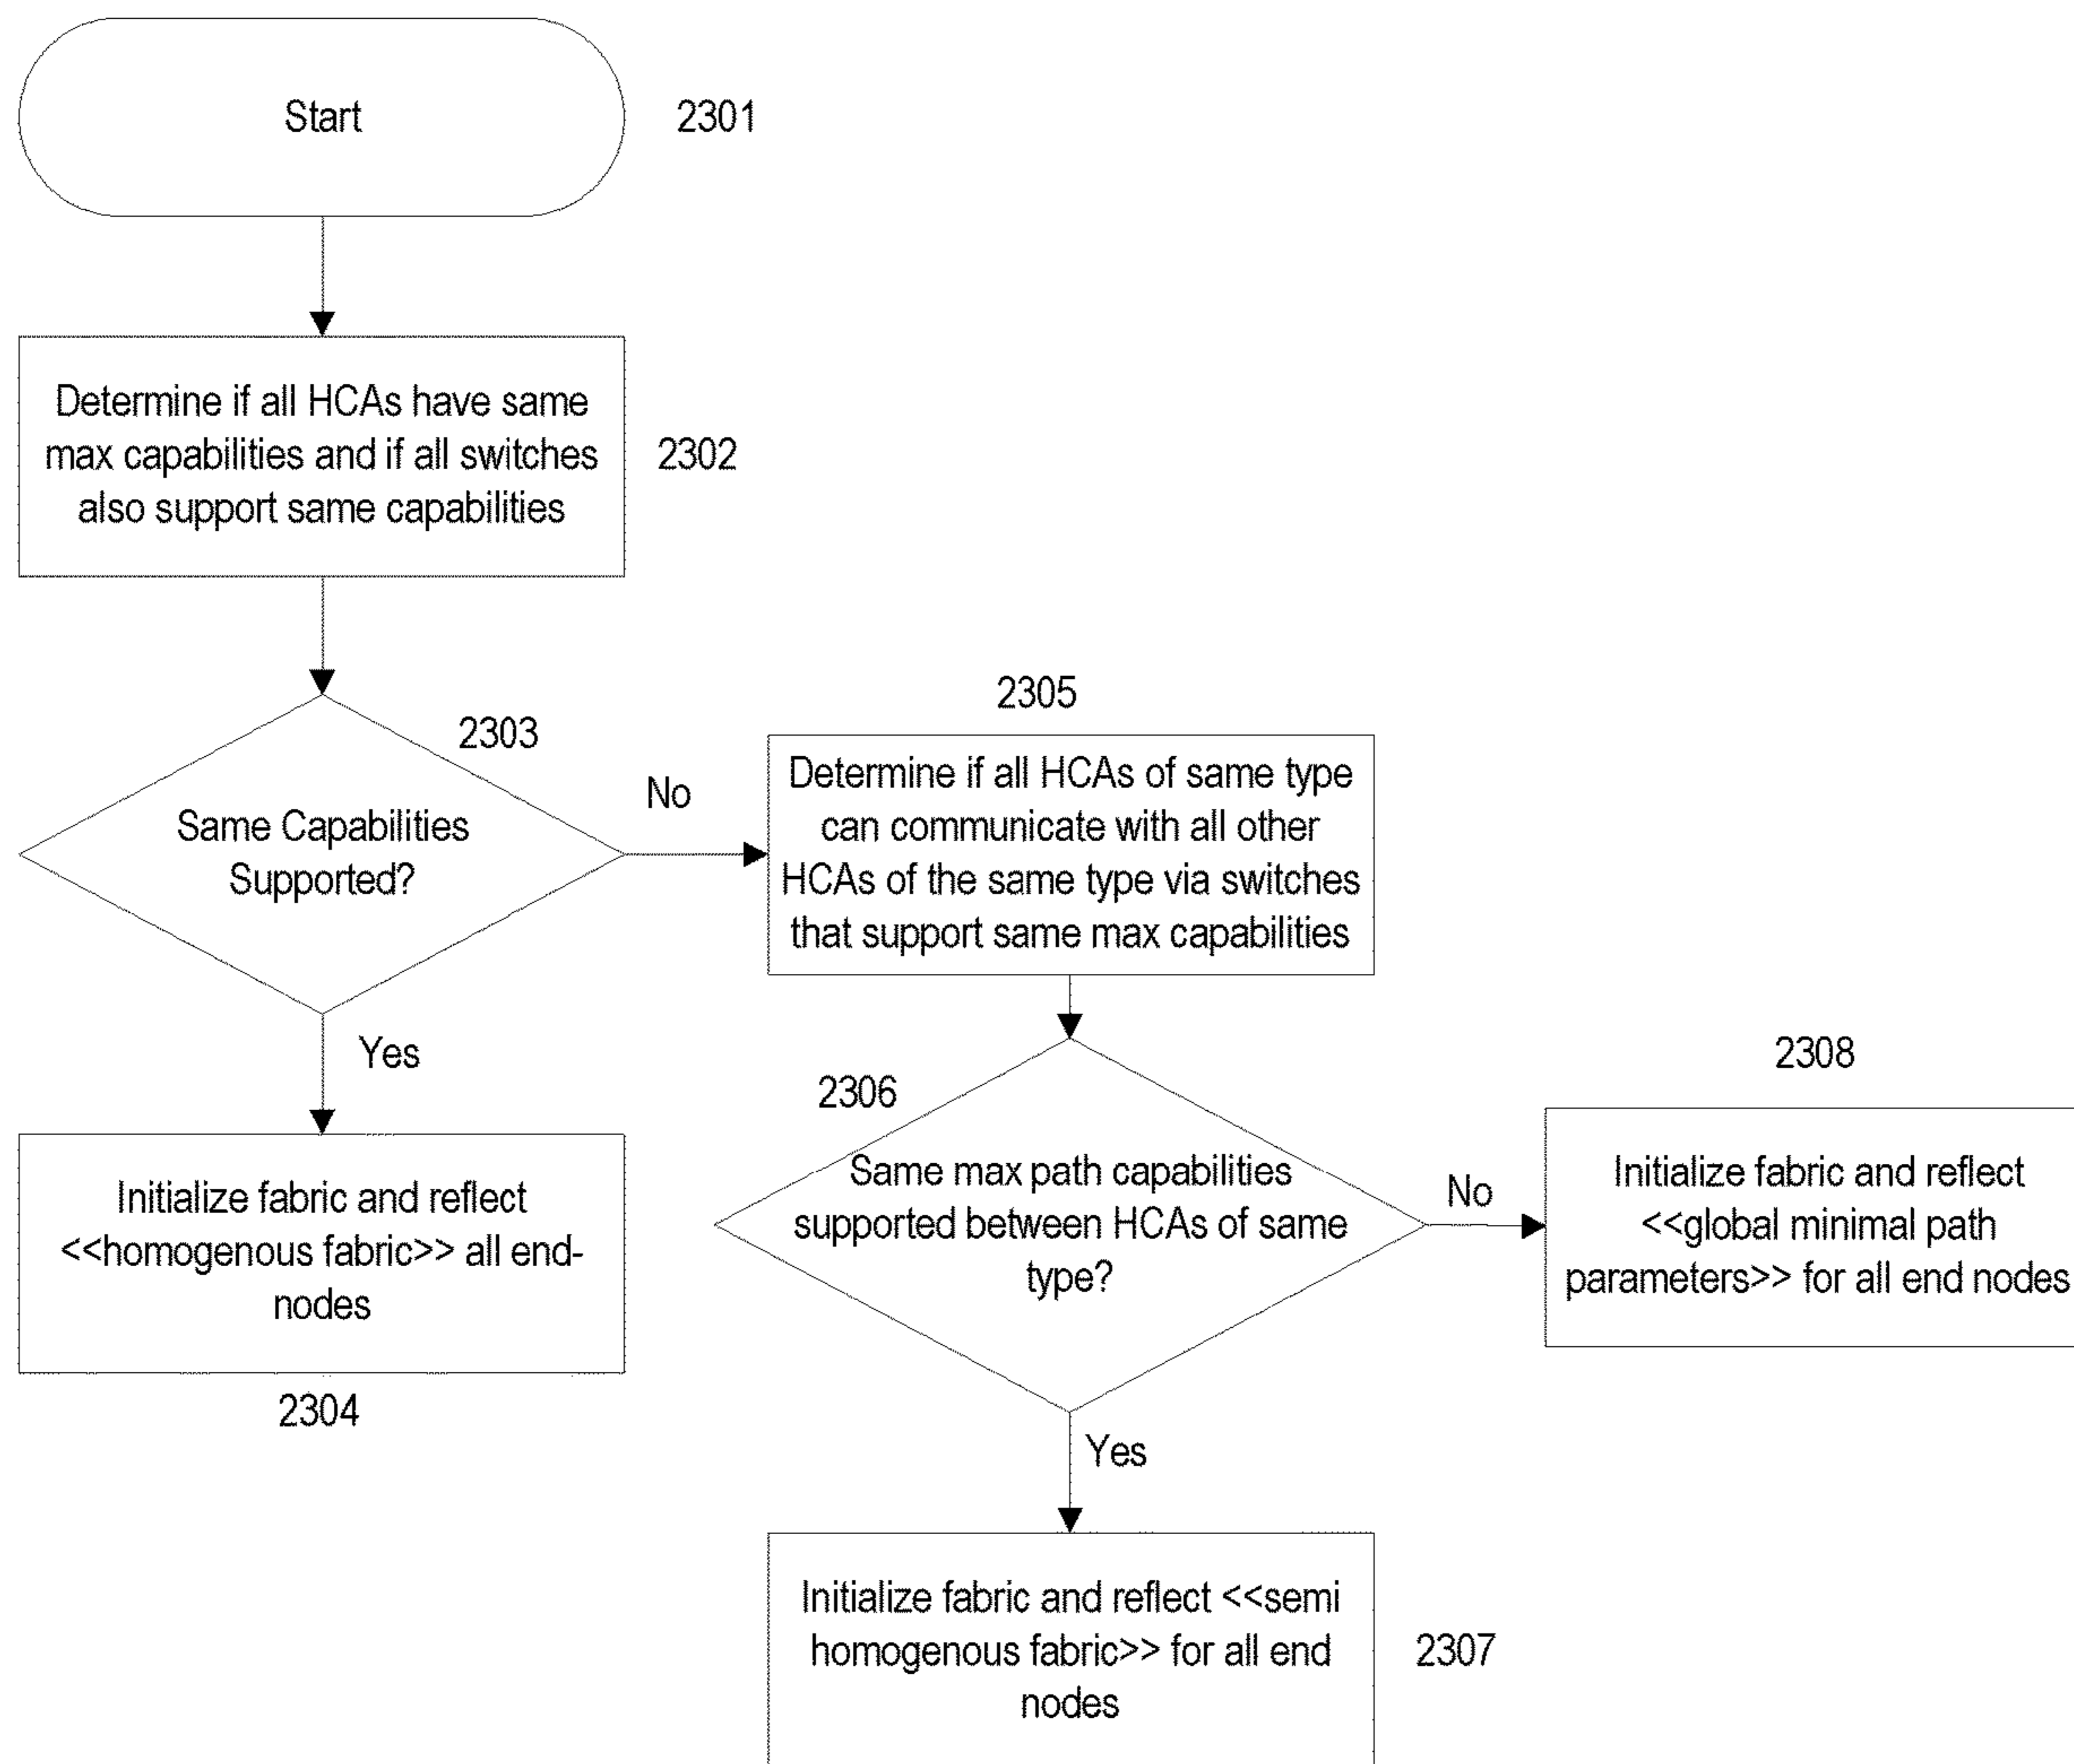 Start
2301
Determine if all HCAs have same
max capabilities and if all switches
also support same capabilities
2302
2303
Same Capabilities
Supported?
No
Yes
Initialize fabric and reflect
<<homogenous fabric>> all end-
nodes
2304
2305
Determine if all HCAs of same type
can communicate with all other
HCAs of the same type via switches
that support same max capabilities
2306
Same max path capabilities
supported between HCAs of same
type?
No
2308
Initialize fabric and reflect
<<global minimal path
parameters>> for all end nodes
Yes
Initialize fabric and reflect <<semi
homogenous fabric>> for all end
nodes
2307